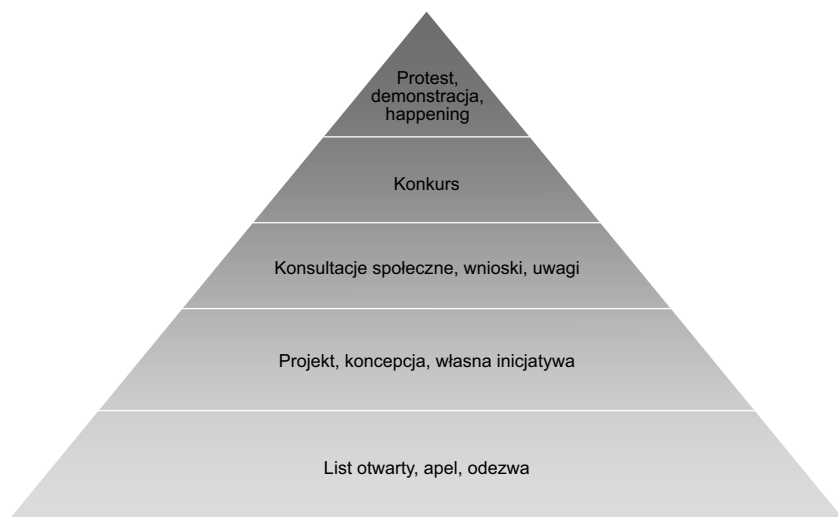 Protest,
demonstracja,
happening
Konkurs
Konsultacje społeczne, wnioski, uwagi
Projekt, koncepcja, własna inicjatywa
List otwarty, apel, odezwa